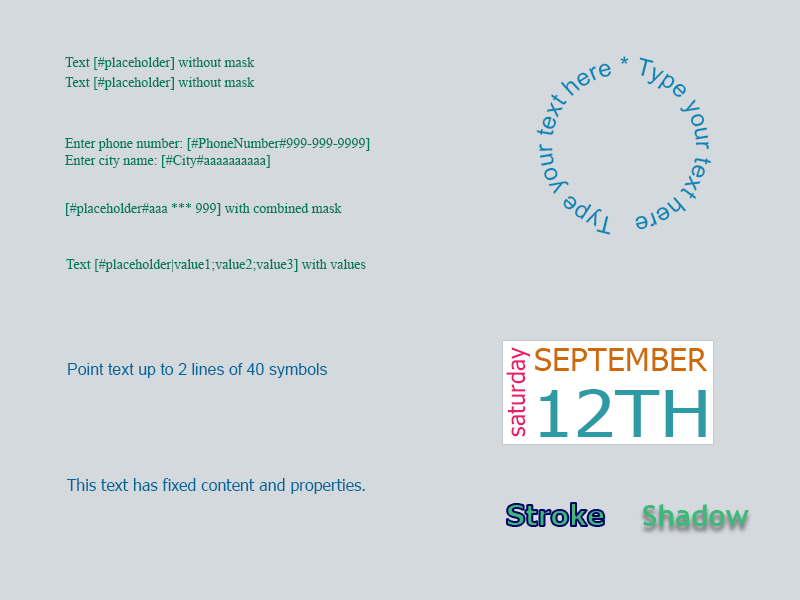 Text [#placeholder] without mask
Text [#placeholder] without mask
Enter phone number: [#PhoneNumber#999-999-9999]
Enter city name: [#City#aaaaaaaaaa]
[#placeholder#aaa *** 999] with combined mask
Text [#placeholder|value1;value2;value3] with values
Point text up to 2 lines of 40 symbols
This text has fixed content and properties.
Type your text here * Type your text here
saturday
SEPTEMBER
12TH
Stroke
Shadow